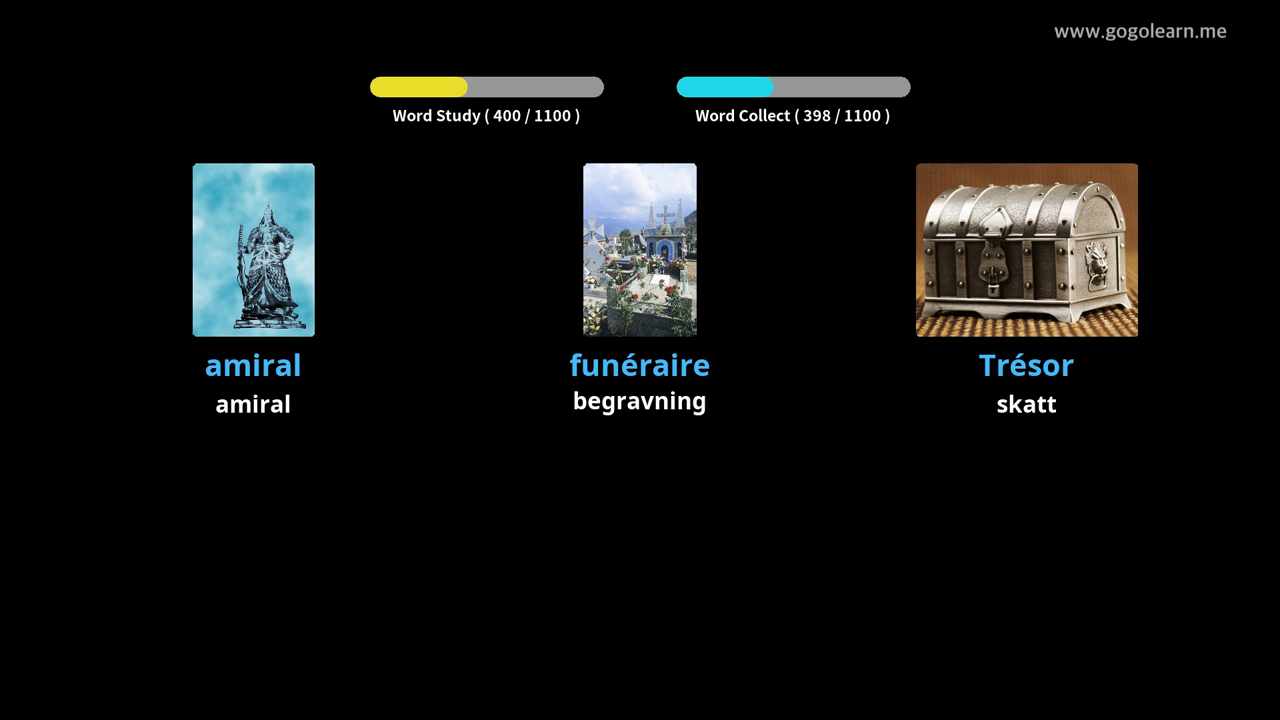 www.gogolearn.me
Word Study ( 400 / 1100 )
Word Collect ( 398 / 1100 )
amiral
amiral
funéraire
begravning
Trésor
skatt